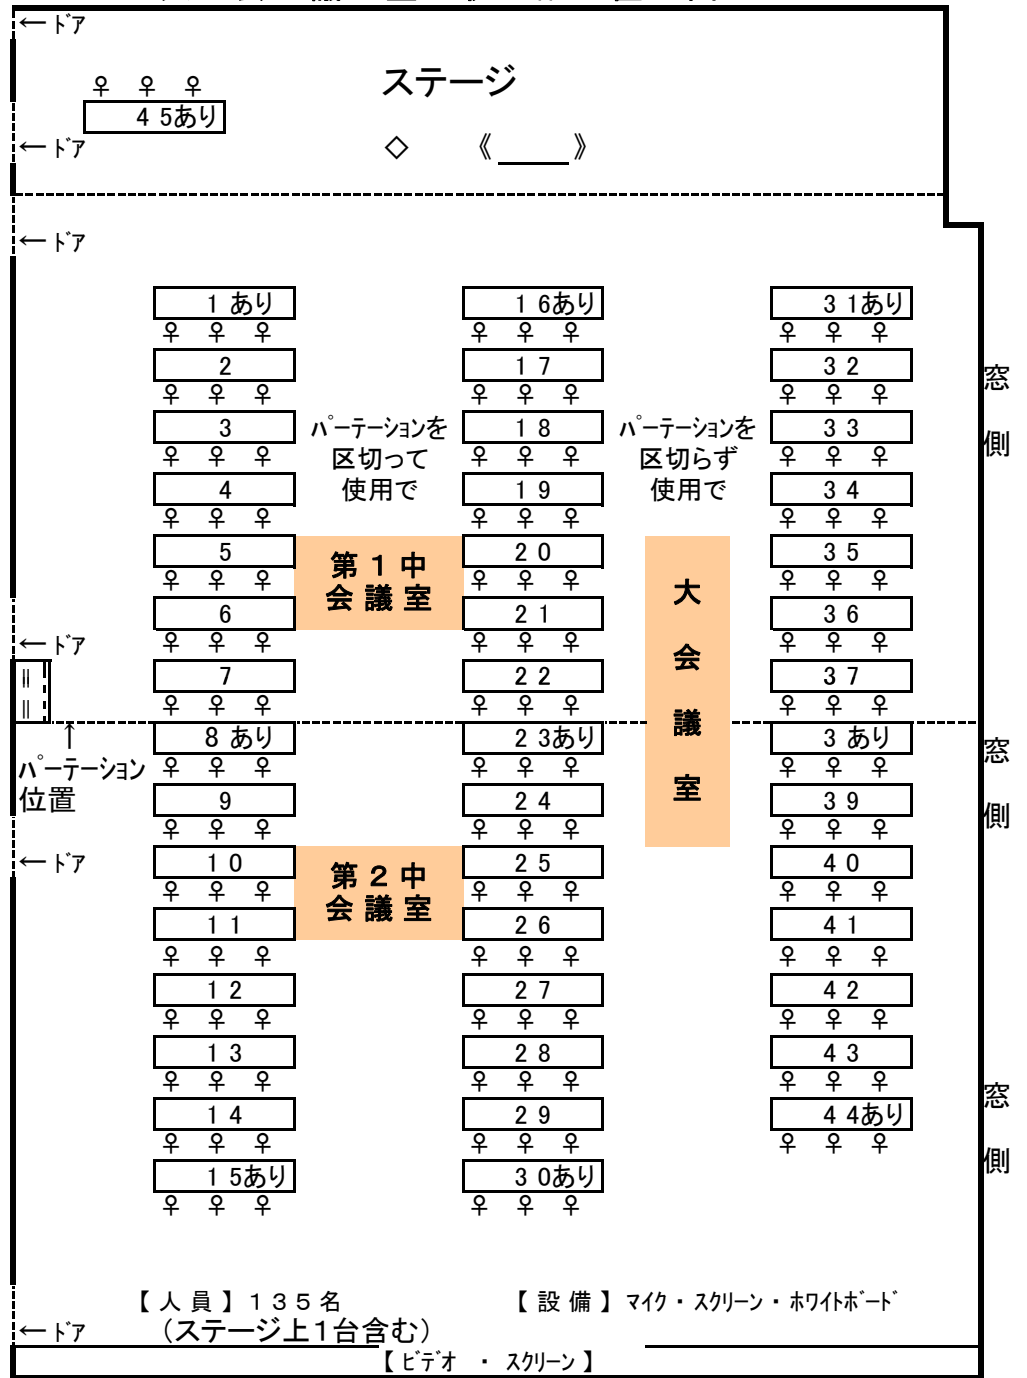 ←ドア
ステージ
♀ ♀ ♀
45あり
←ドア
◇ 《＿＿＿》
←ドア
1 あり 16あり 31あり
♀ ♀ ♀ ♀ ♀ ♀ ♀ ♀ ♀
2 17 32
♀ ♀ ♀ ♀ ♀ ♀ ♀ ♀ ♀
3 18 33
♀ ♀ ♀ ♀ ♀ ♀ ♀ ♀ ♀
4 19 34
♀ ♀ ♀ ♀ ♀ ♀ ♀ ♀ ♀
5 20 35
♀ ♀ ♀ ♀ ♀ ♀ ♀ ♀ ♀
6 21 36
♀ ♀ ♀ ♀ ♀ ♀ ♀ ♀ ♀
7 22 37
♀ ♀ ♀ ♀ ♀ ♀ ♀ ♀ ♀
パーテーションを
区切って
使用で
第1中
会議室
パーテーションを
区切らず
使用で
大会議室
窓側
←ドア
↑
パーテーション
位置
8 あり 23あり 3 あり
♀ ♀ ♀ ♀ ♀ ♀ ♀ ♀ ♀
9 24 39
♀ ♀ ♀ ♀ ♀ ♀ ♀ ♀ ♀
10 25 40
♀ ♀ ♀ ♀ ♀ ♀ ♀ ♀ ♀
11 26 41
♀ ♀ ♀ ♀ ♀ ♀ ♀ ♀ ♀
12 27 42
♀ ♀ ♀ ♀ ♀ ♀ ♀ ♀ ♀
13 28 43
♀ ♀ ♀ ♀ ♀ ♀ ♀ ♀ ♀
14 29 44あり
♀ ♀ ♀ ♀ ♀ ♀ ♀ ♀ ♀
15あり 30あり
♀ ♀ ♀ ♀ ♀ ♀
第2中
会議室
窓側
←ドア
窓側
【人員】135名 【設備】マイク・スクリーン・ホワイトボード
←ドア (ステージ上1台含む)
【ビデオ ・ スクリーン】